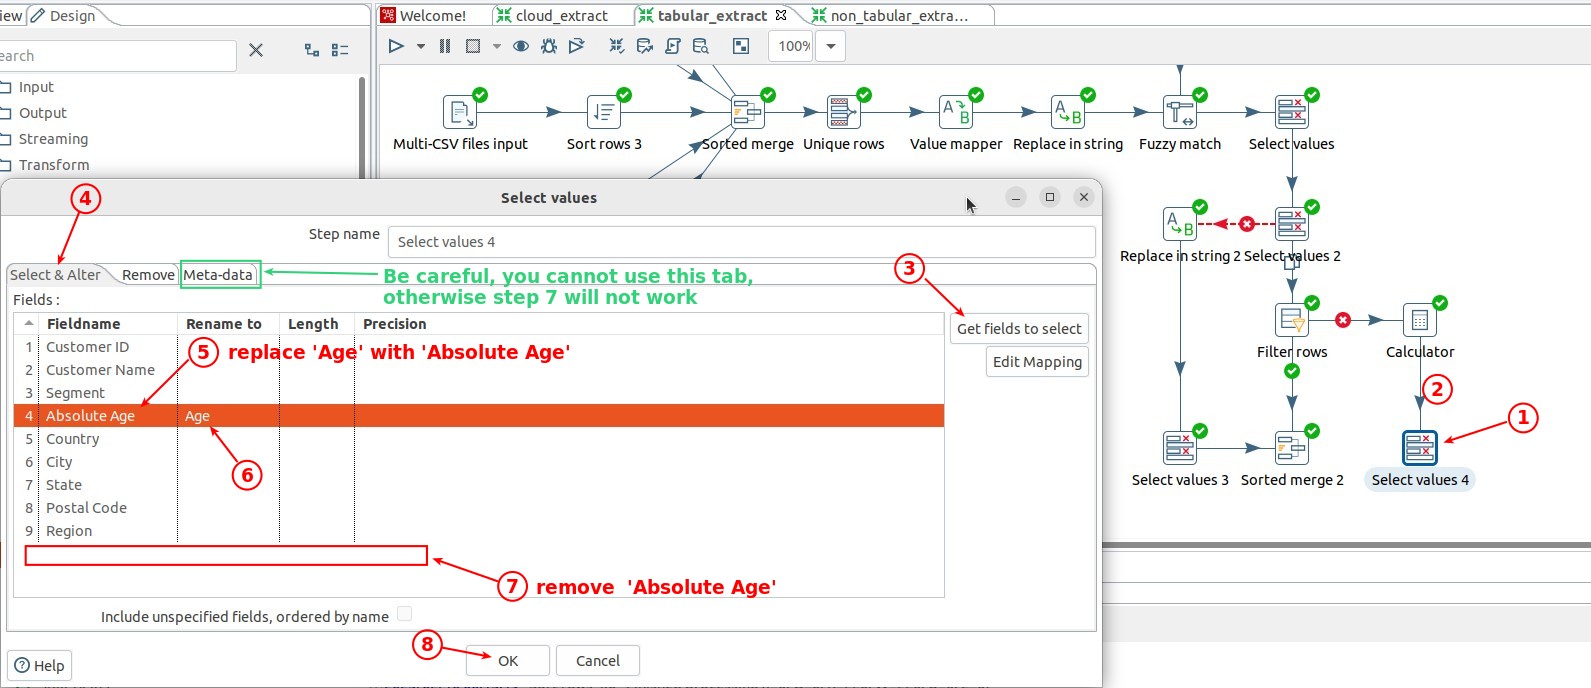 iew
Design
Welcome!
cloud_extract
tabular_extract
non_tabular_extra...
earch
100%
Input
Output
Streaming
Transform
Multi-CSV files input
Sort rows 3
Sorted merge
Unique rows
Value mapper
Replace in string
Fuzzy match
Select values
Replace in string 2
Select values 2
Filter rows
Calculator
Select values 3
Sorted merge 2
Select values 4
1
2
Select values
4
Step name
Select values 4
Select & Alter
Remove
Meta-data
Be careful, you cannot use this tab,
otherwise step 7 will not work
3
Fields :
Get fields to select
Edit Mapping
Fieldname Rename to Length Precision
1 Customer ID
5 replace 'Age' with 'Absolute Age'
2 Customer Name
3 Segment
4 Absolute Age Age
5 Country
6 City
6
7 State
8 Postal Code
9 Region
7 remove 'Absolute Age'
Include unspecified fields, ordered by name
8
Help
OK
Cancel